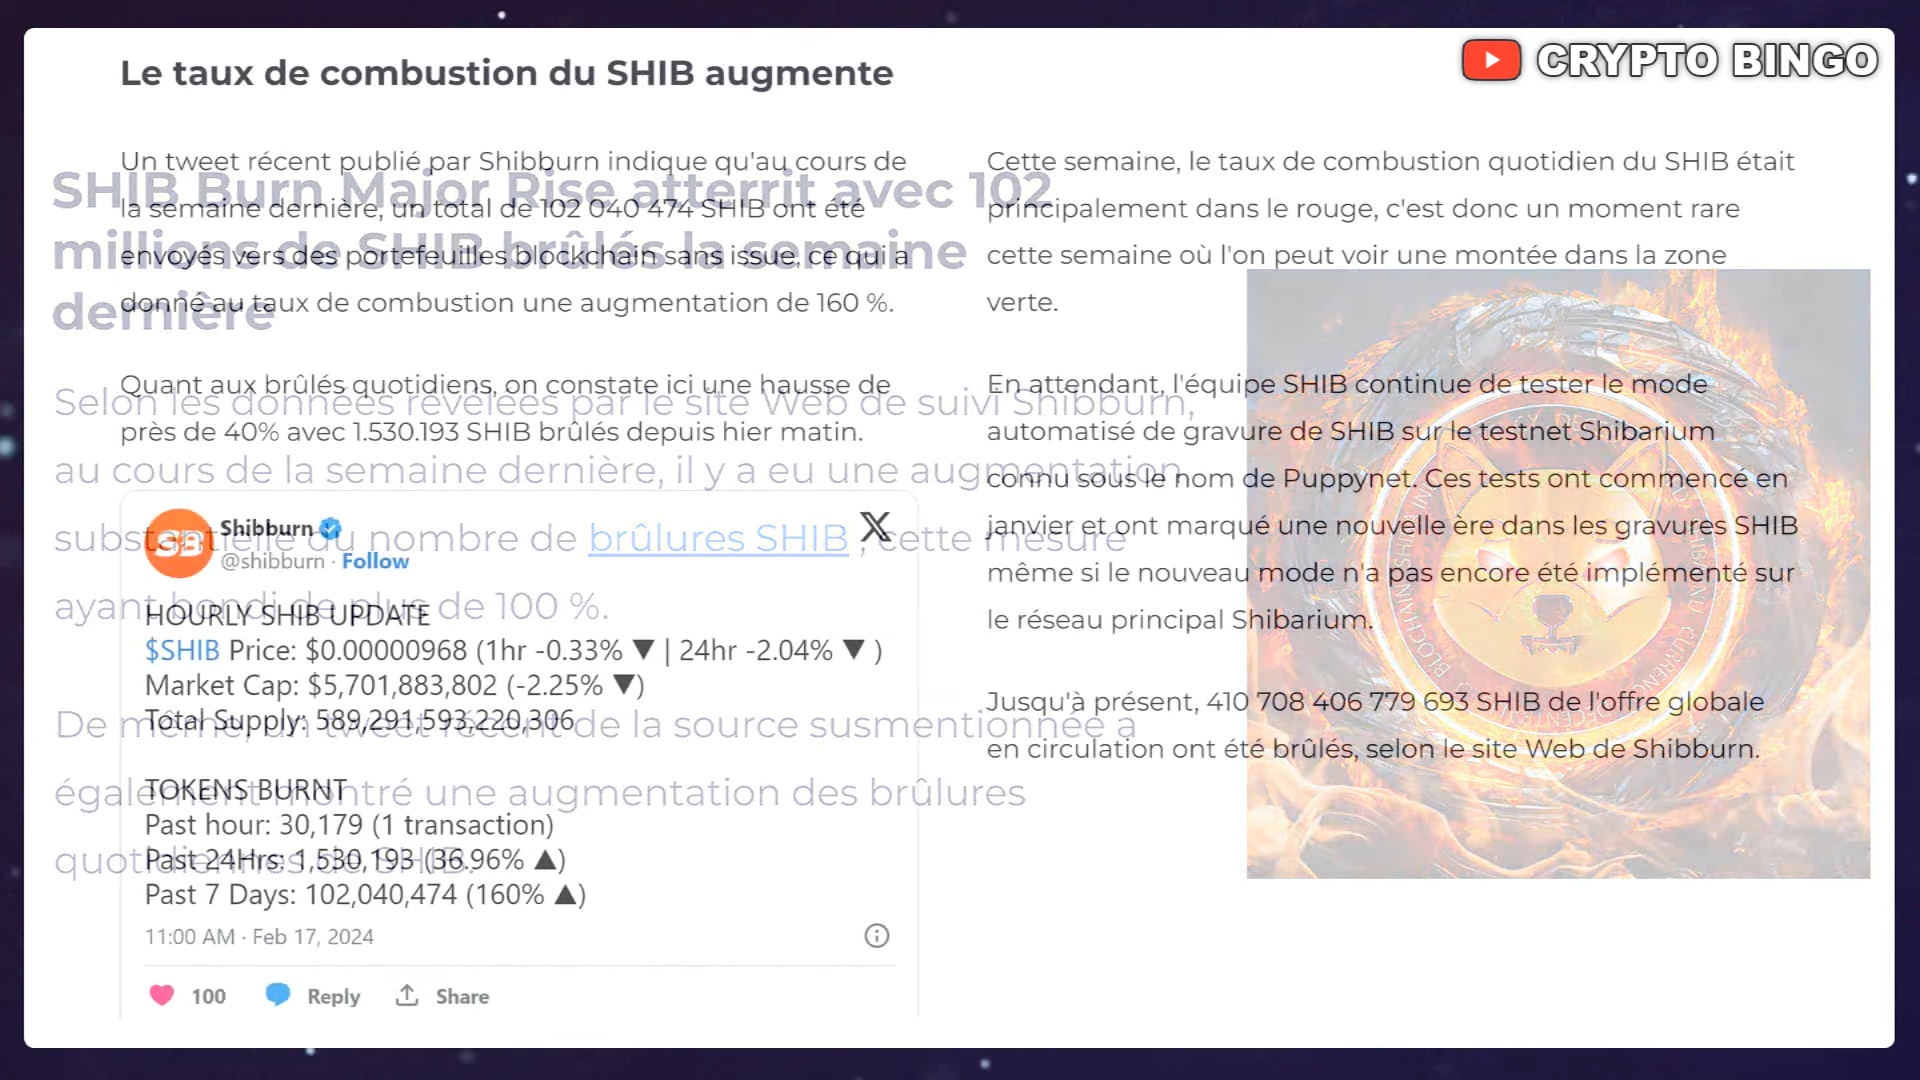 CRYPTO BINGO
Le taux de combustion du SHIB augmente
Un tweet récent publié par Shibburn indique qu'au cours de
la semaine dernière, un total de 102 040 474 SHIB ont été
envoyés vers des portefeuilles blockchain sans issue, ce qui a
donné au taux de combustion une augmentation de 160 %.
Quant aux brûlés quotidiens, on constate ici une hausse de
près de 40% avec 1.530.193 SHIB brûlés depuis hier matin.
Shibburn
@shibburn · Follow
HOURLY SHIB UPDATE
$SHIB Price: $0.00000968 (1hr -0.33% ▼ | 24hr -2.04% ▼ )
Market Cap: $5,701,883,802 (-2.25% ▼)
Total Supply: 589,291,593,220,306
TOKENS BURNT
Past hour: 30,179 (1 transaction)
Past 24Hrs: 1,530,193 (36.96% ▲)
Past 7 Days: 102,040,474 (160% ▲)
11:00 AM · Feb 17, 2024
100 Reply Share
Cette semaine, le taux de combustion quotidien du SHIB était
principalement dans le rouge, c'est donc un moment rare
cette semaine où l'on peut voir une montée dans la zone
verte.
En attendant, l'équipe SHIB continue de tester le mode
automatisé de gravure de SHIB sur le testnet Shibarium
connu sous le nom de Puppynet. Ces tests ont commencé en
janvier et ont marqué une nouvelle ère dans les gravures SHIB
même si le nouveau mode n'a pas encore été implémenté sur
le réseau principal Shibarium.
Jusqu'à présent, 410 708 406 779 693 SHIB de l'offre globale
en circulation ont été brûlés, selon le site Web de Shibburn.
SHIB Burn Major Rise atterrit avec 102
millions de SHIB brûlés la semaine
dernière
Selon les données révélées par le site Web de suivi Shibburn,
au cours de la semaine dernière, il y a eu une augmentation
substantielle du nombre de brûlures SHIB , cette mesure
ayant bondi de plus de 100 %.
De même, un tweet récent de la source susmentionnée a
également montré une augmentation des brûlures
quotidiennes de SHIB.